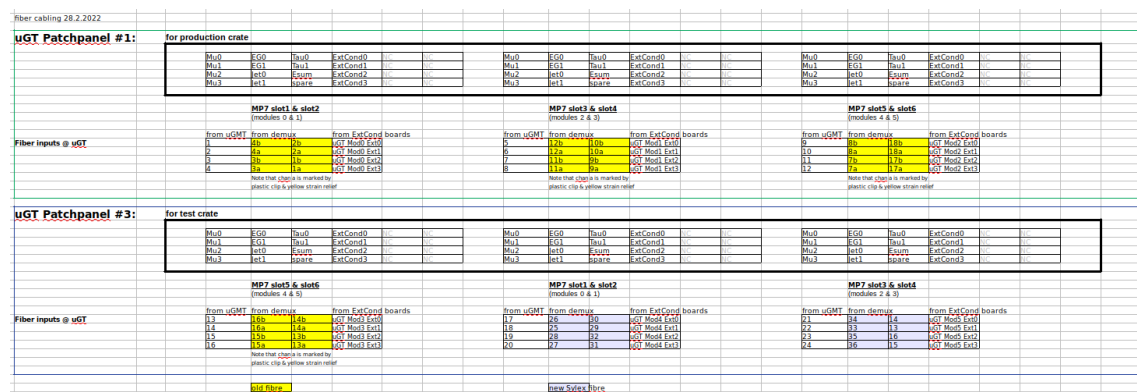 fiber cabling 28.2.2022
uGT Patchpanel #1: for production crate
Mu0 EG0 Tau0 ExtCond0 NC NC Mu0 EG0 Tau0 ExtCond0 NC NC Mu0 EG0 Tau0 ExtCond0 NC NC
Mu1 EG1 Tau1 ExtCond1 NC NC Mu1 EG1 Tau1 ExtCond1 NC NC Mu1 EG1 Tau1 ExtCond1 NC NC
Mu2 Jet0 Esum ExtCond2 NC NC Mu2 Jet0 Esum ExtCond2 NC NC Mu2 Jet0 Esum ExtCond2 NC NC
Mu3 Jet1 spare ExtCond3 NC NC Mu3 Jet1 spare ExtCond3 NC NC Mu3 Jet1 spare ExtCond3 NC NC
MP7 slot1 & slot2 MP7 slot3 & slot4 MP7 slot5 & slot6
(modules 0 & 1) (modules 2 & 3) (modules 4 & 5)
from uGMT from demux from ExtCond boards from uGMT from demux from ExtCond boards from uGMT from demux from ExtCond boards
Fiber inputs @ uGT 1 4b 2b uGT Mod0 Ext0 5 12b 10b uGT Mod1 Ext0 9 8b 18b uGT Mod2 Ext0
2 4a 2a uGT Mod0 Ext1 6 12a 10a uGT Mod1 Ext1 10 8a 18a uGT Mod2 Ext1
3 3b 1b uGT Mod0 Ext2 7 11b 9b uGT Mod1 Ext2 11 7b 17b uGT Mod2 Ext2
4 3a 1a uGT Mod0 Ext3 8 11a 9a uGT Mod1 Ext3 12 7a 17a uGT Mod2 Ext3
Note that chan a is marked by Note that chan a is marked by Note that chan a is marked by
plastic clip & yellow strain relief plastic clip & yellow strain relief plastic clip & yellow strain relief
uGT Patchpanel #3: for test crate
Mu0 EG0 Tau0 ExtCond0 NC NC Mu0 EG0 Tau0 ExtCond0 NC NC Mu0 EG0 Tau0 ExtCond0 NC NC
Mu1 EG1 Tau1 ExtCond1 NC NC Mu1 EG1 Tau1 ExtCond1 NC NC Mu1 EG1 Tau1 ExtCond1 NC NC
Mu2 Jet0 Esum ExtCond2 NC NC Mu2 Jet0 Esum ExtCond2 NC NC Mu2 Jet0 Esum ExtCond2 NC NC
Mu3 Jet1 spare ExtCond3 NC NC Mu3 Jet1 spare ExtCond3 NC NC Mu3 Jet1 spare ExtCond3 NC NC
MP7 slot5 & slot6 MP7 slot1 & slot2 MP7 slot3 & slot4
(modules 4 & 5) (modules 0 & 1) (modules 2 & 3)
from uGMT from demux from ExtCond boards from uGMT from demux from ExtCond boards from uGMT from demux from ExtCond boards
Fiber inputs @ uGT 13 16b 14b uGT Mod3 Ext0 17 26 30 uGT Mod4 Ext0 21 34 14 uGT Mod5 Ext0
14 16a 14a uGT Mod3 Ext1 18 25 29 uGT Mod4 Ext1 22 33 13 uGT Mod5 Ext1
15 15b 13b uGT Mod3 Ext2 19 28 32 uGT Mod4 Ext2 23 35 16 uGT Mod5 Ext2
16 15a 13a uGT Mod3 Ext3 20 27 31 uGT Mod4 Ext3 24 36 15 uGT Mod5 Ext3
Note that chan a is marked by
plastic clip & yellow strain relief
old fibre new Sylex fibre